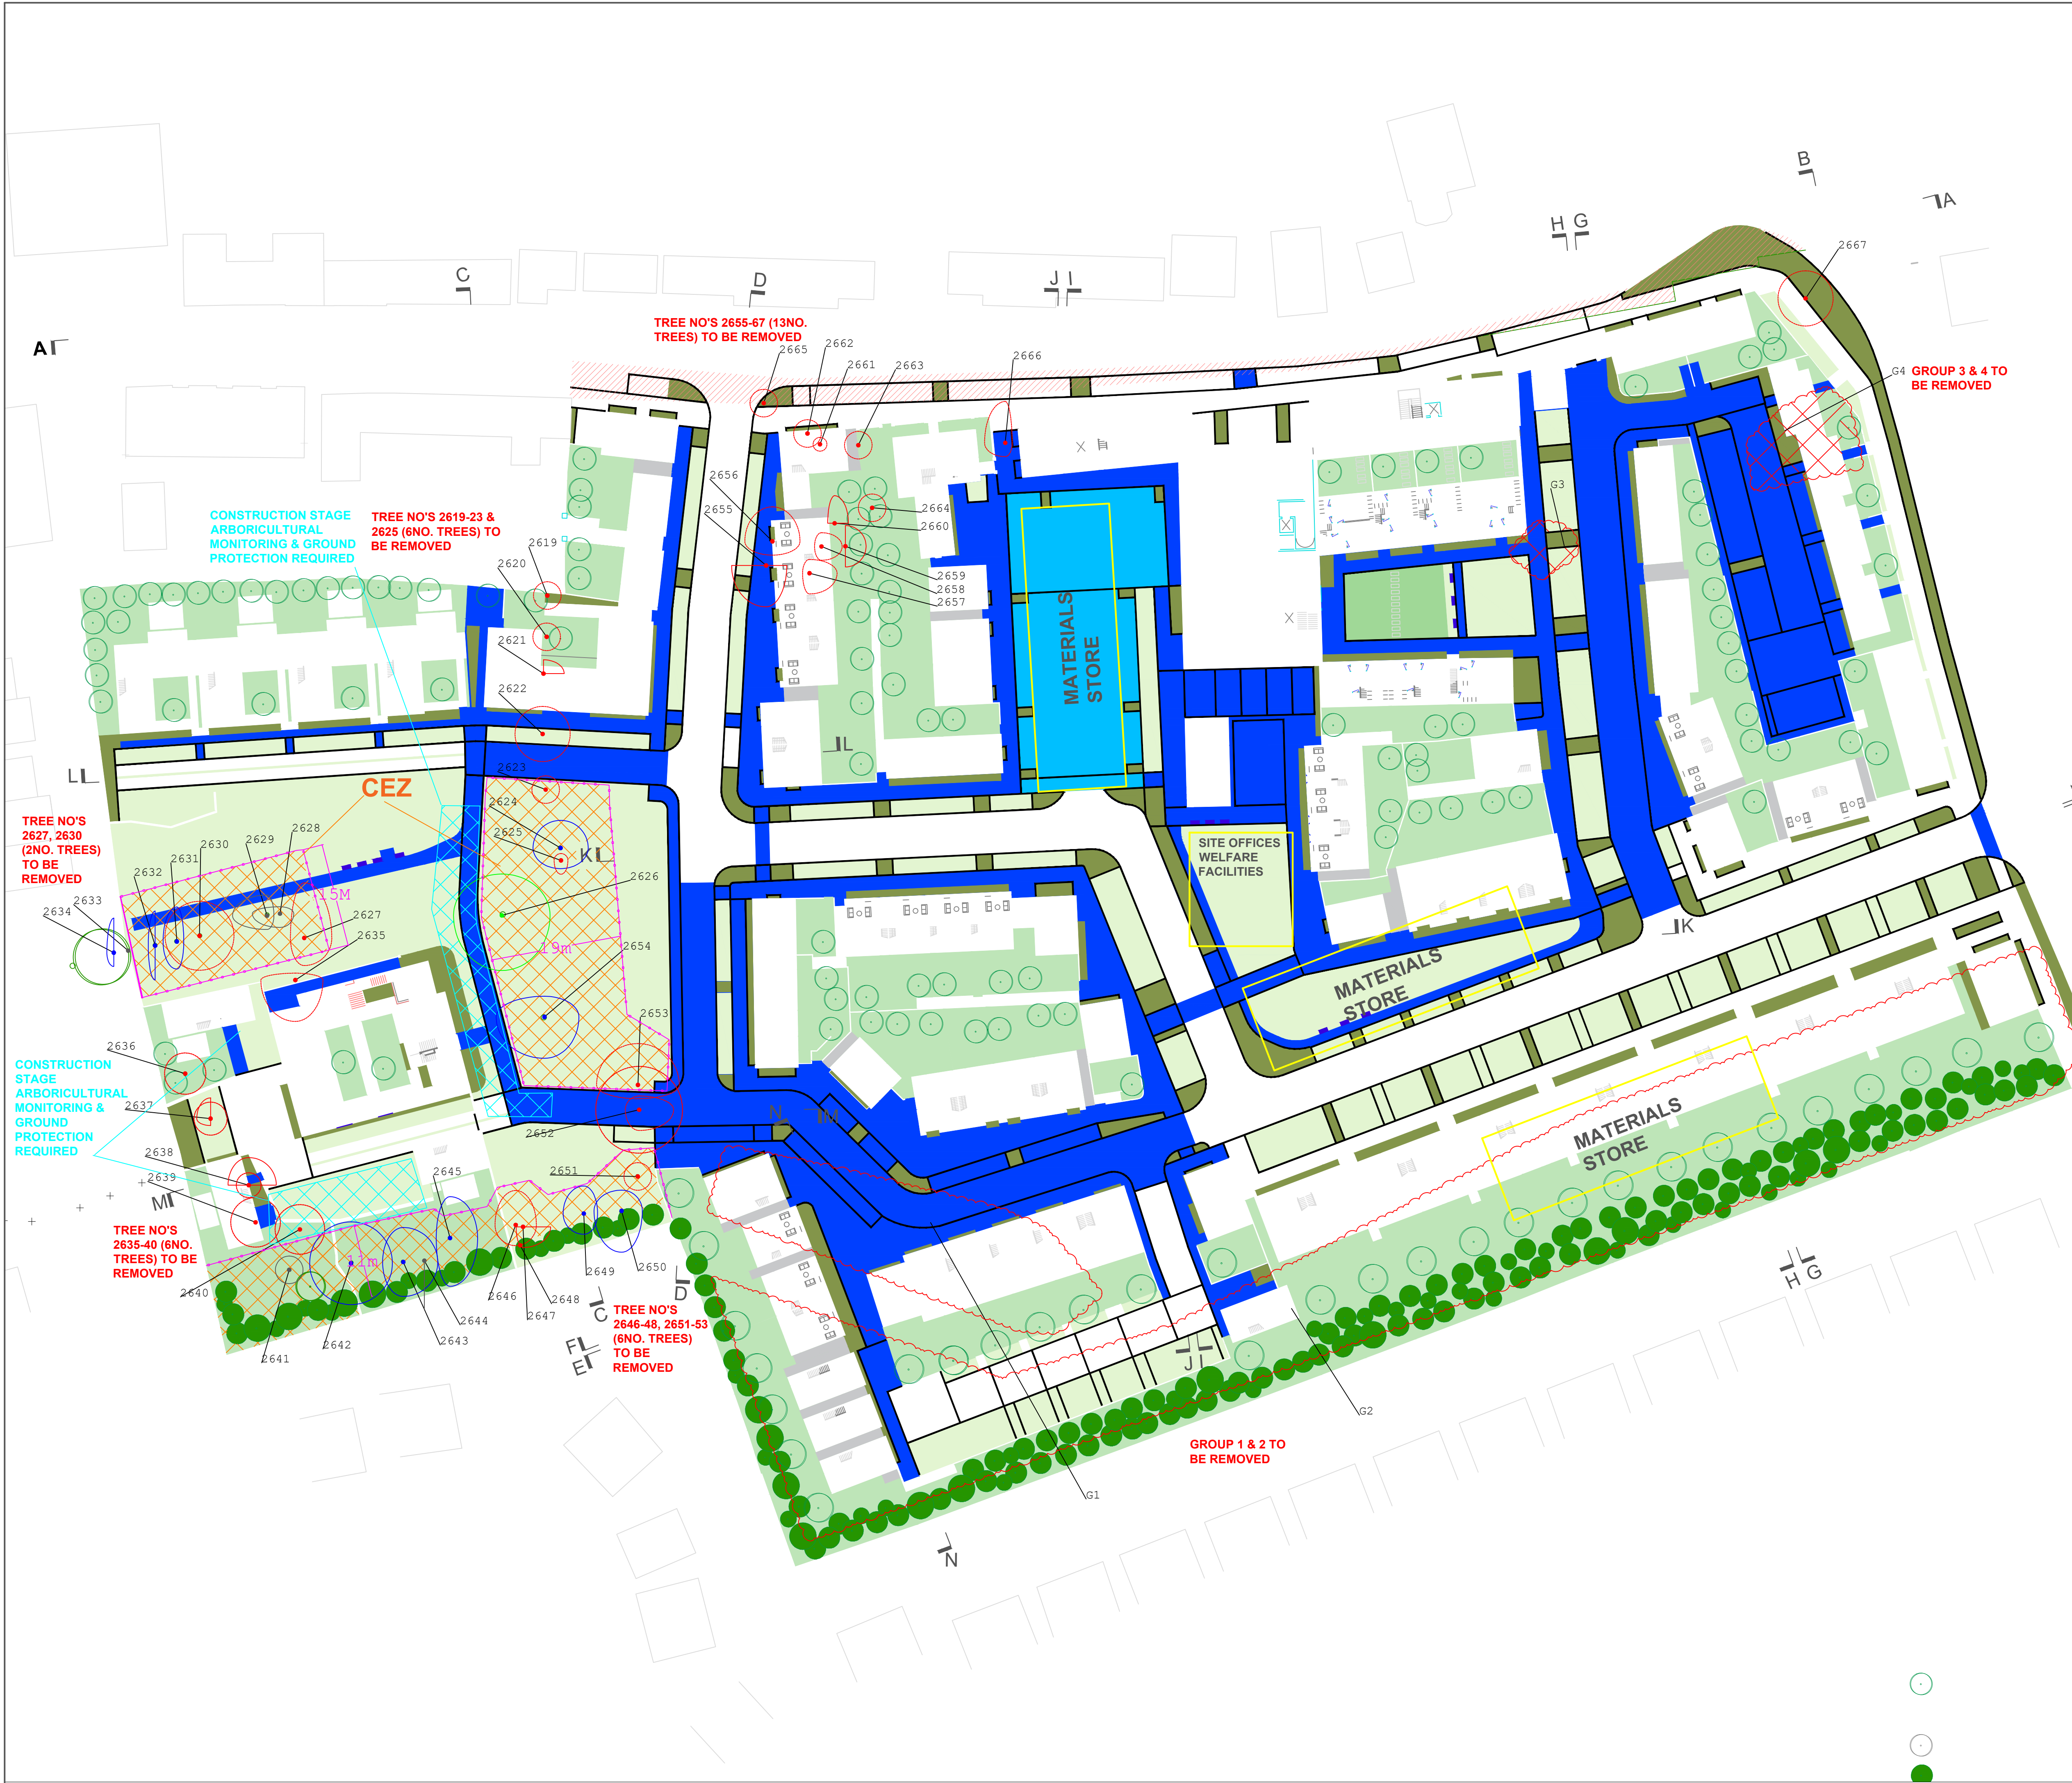 B
A
H G
C
D
J I
2667
TREE NO'S 2655-67 (13NO.
TREES) TO BE REMOVED
2665
2662
2661
2663
2666
A
G4
GROUP 3 & 4 TO
BE REMOVED
2656
2655
G3
2664
2660
CONSTRUCTION STAGE
ARBORICULTURAL
MONITORING & GROUND
PROTECTION REQUIRED
TREE NO'S 2619-23 &
2625 (6NO. TREES) TO
BE REMOVED
2619
2620
2659
2658
2657
2621
MATERIALS
STORE
2622
L
L
2623
CEZ
2624
2625
K
TREE NO'S
2627, 2630
(2NO. TREES)
TO BE
REMOVED
2628
2629
2630
2631
2632
2633
2634
15M
2626
2627
2635
SITE OFFICES
WELFARE
FACILITIES
K
19m
2654
MATERIALS
STORE
2653
2636
CONSTRUCTION
STAGE
ARBORICULTURAL
MONITORING &
GROUND
PROTECTION
REQUIRED
2637
N
M
2652
MATERIALS
STORE
2638
2639
2645
2651
M
TREE NO'S
2635-40 (6NO.
TREES) TO BE
REMOVED
11m
2640
2641
2642
2643
2644
2646
2647
2648
2649
2650
C
D
F
E
TREE NO'S
2646-48, 2651-53
(6NO. TREES)
TO BE
REMOVED
H G
J I
G2
GROUP 1 & 2 TO
BE REMOVED
G1
N